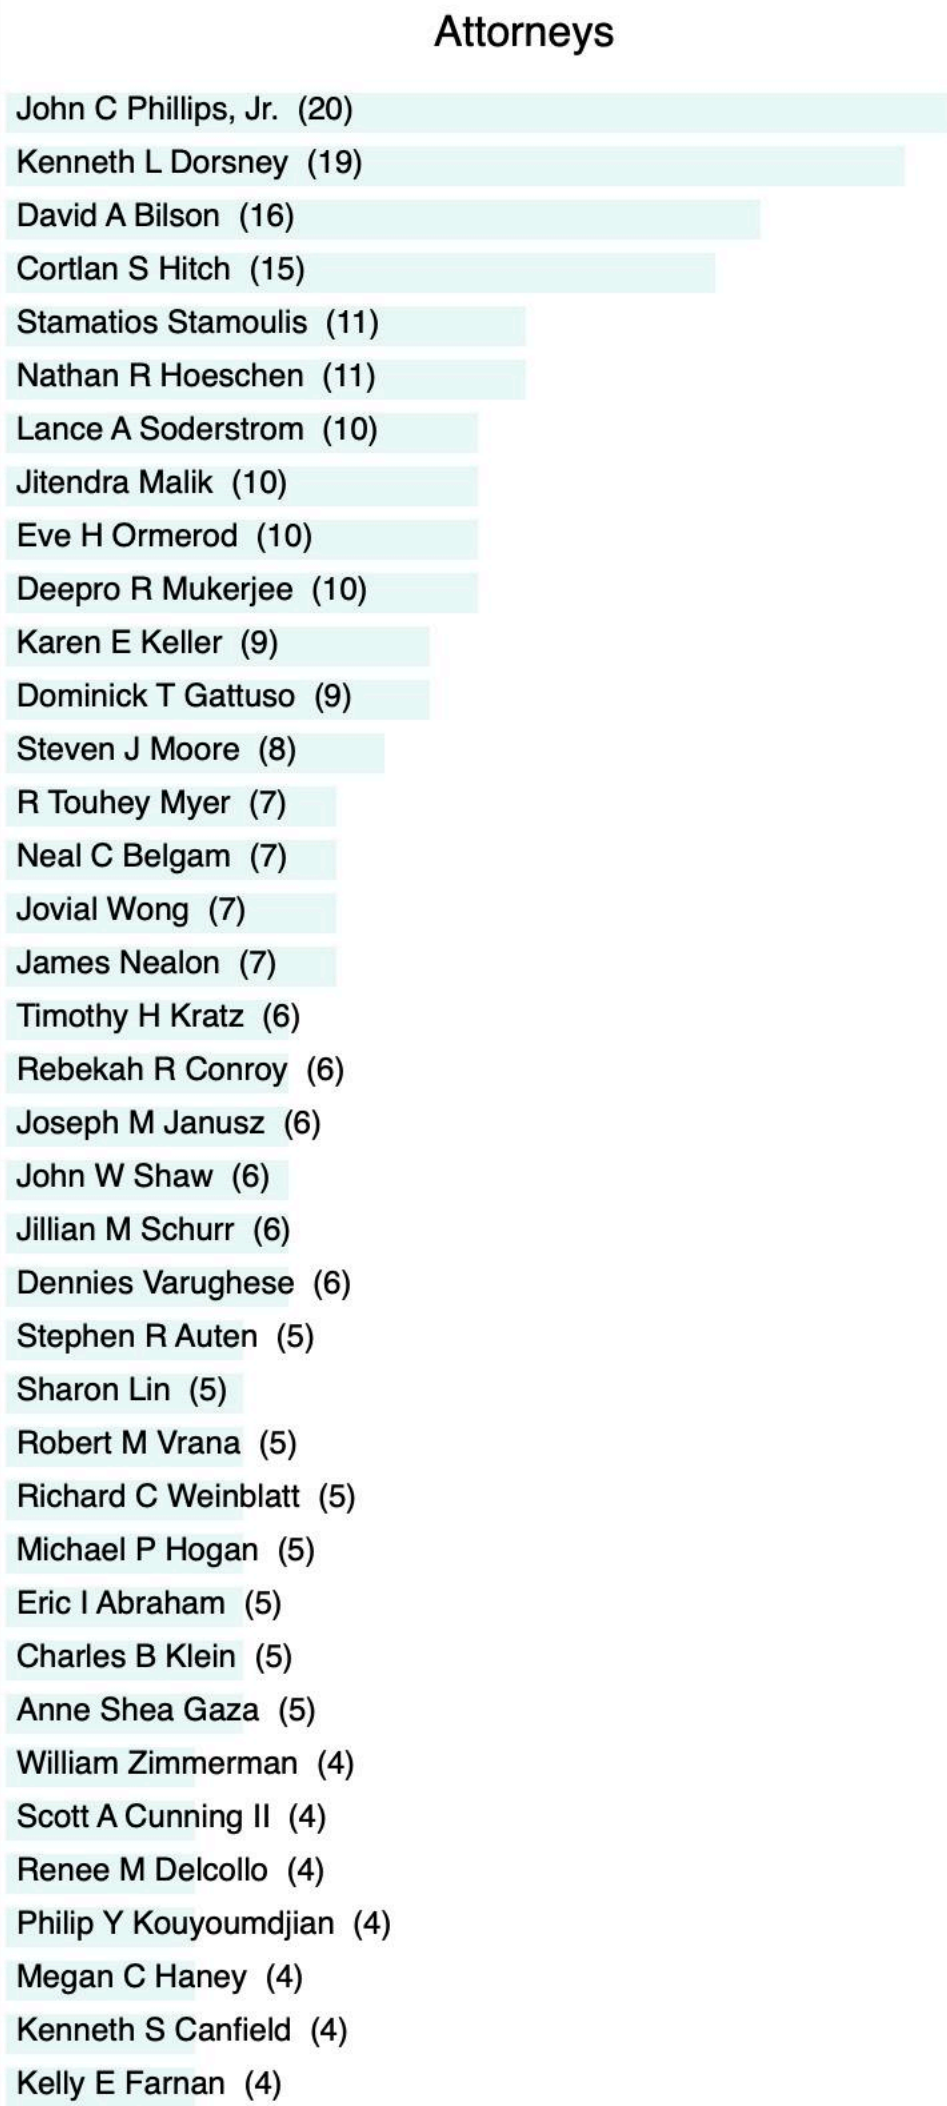 Attorneys
John C Phillips, Jr. (20)
Kenneth L Dorsney (19)
David A Bilson (16)
Cortlan S Hitch (15)
Stamatios Stamoulis (11)
Nathan R Hoeschen (11)
Lance A Soderstrom (10)
Jitendra Malik (10)
Eve H Ormerod (10)
Deepro R Mukerjee (10)
Karen E Keller (9)
Dominick T Gattuso (9)
Steven J Moore (8)
R Touhey Myer (7)
Neal C Belgam (7)
Jovial Wong (7)
James Nealon (7)
Timothy H Kratz (6)
Rebekah R Conroy (6)
Joseph M Janusz (6)
John W Shaw (6)
Jillian M Schurr (6)
Dennies Varughese (6)
Stephen R Auten (5)
Sharon Lin (5)
Robert M Vrana (5)
Richard C Weinblatt (5)
Michael P Hogan (5)
Eric I Abraham (5)
Charles B Klein (5)
Anne Shea Gaza (5)
William Zimmerman (4)
Scott A Cunning II (4)
Renee M Delcollo (4)
Philip Y Kouyoumdjian (4)
Megan C Haney (4)
Kenneth S Canfield (4)
Kelly E Farnan (4)